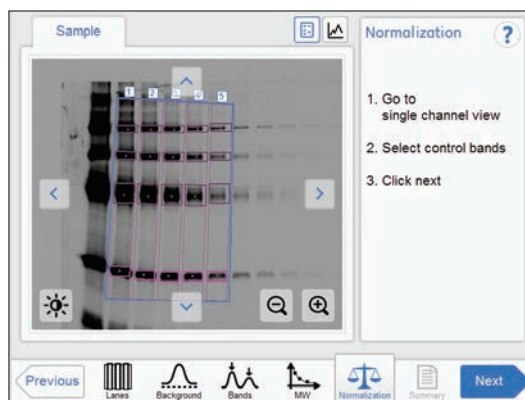 Sample
Normalization
?
1 2 3 4 5
1. Go to
single channel view
2. Select control bands
3. Click next
Previous
Lanes
Background
Bands
MW
Normalization
Summary
Next